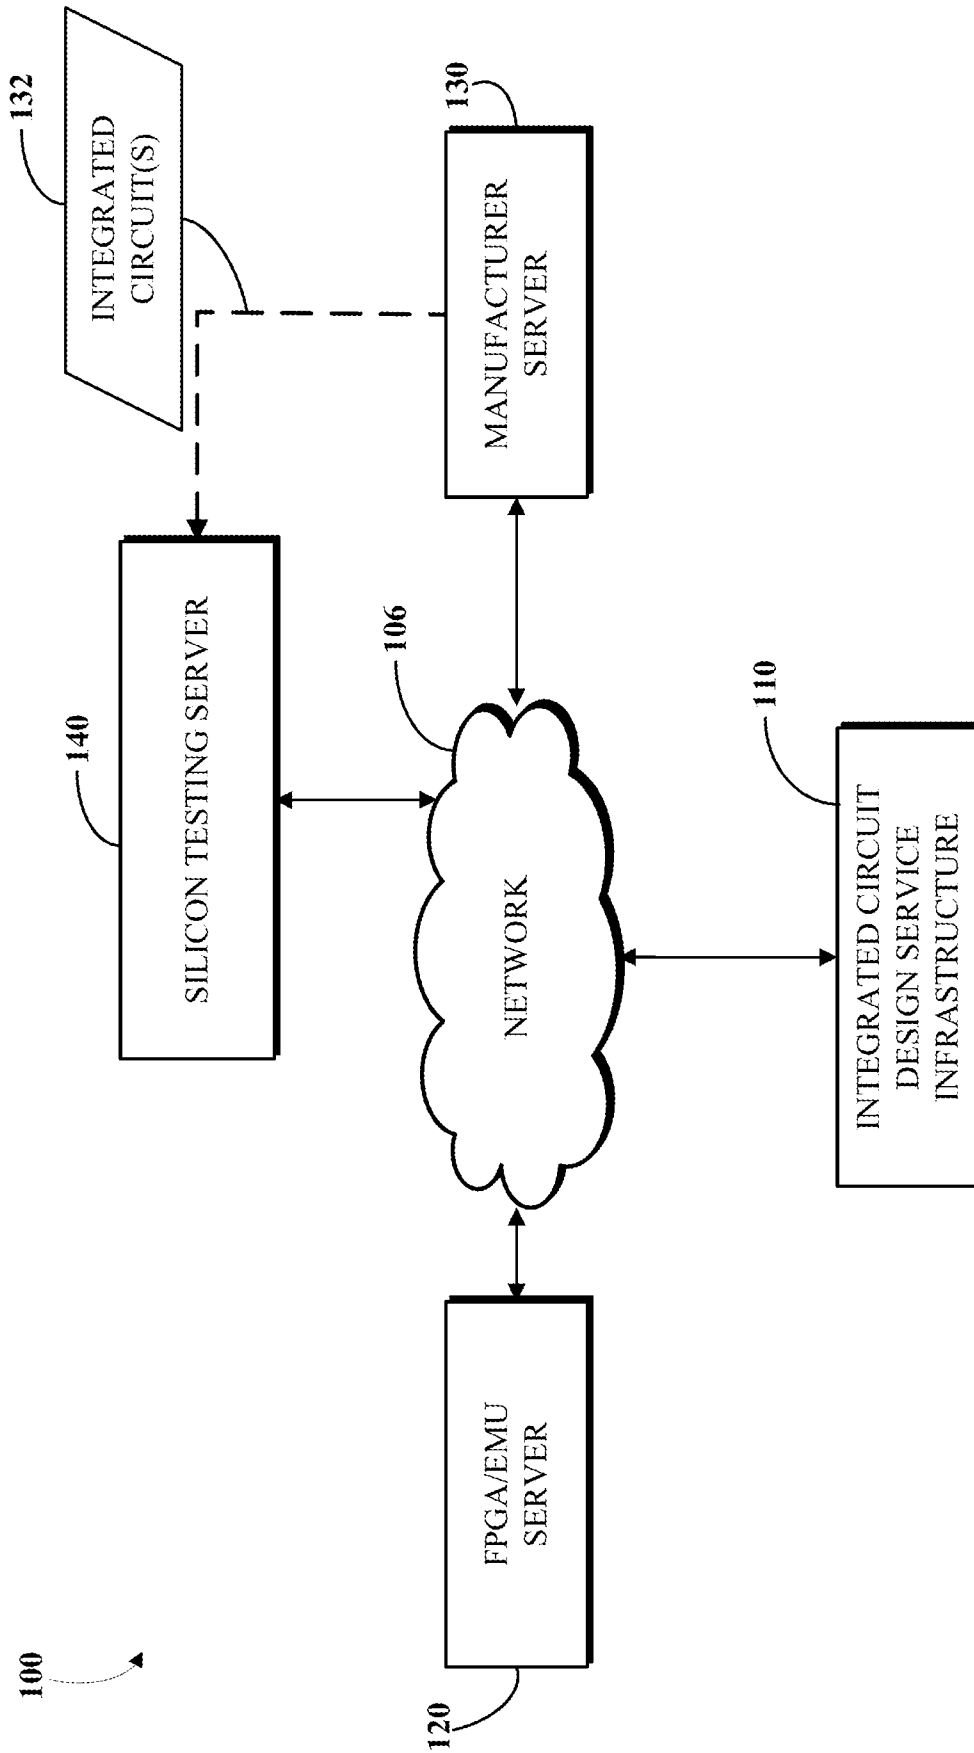 100
132
INTEGRATED
CIRCUIT(S)
140
SILICON TESTING SERVER
130
MANUFACTURER
SERVER
106
NETWORK
120
FPGA/EMU
SERVER
110
INTEGRATED CIRCUIT
DESIGN SERVICE
INFRASTRUCTURE